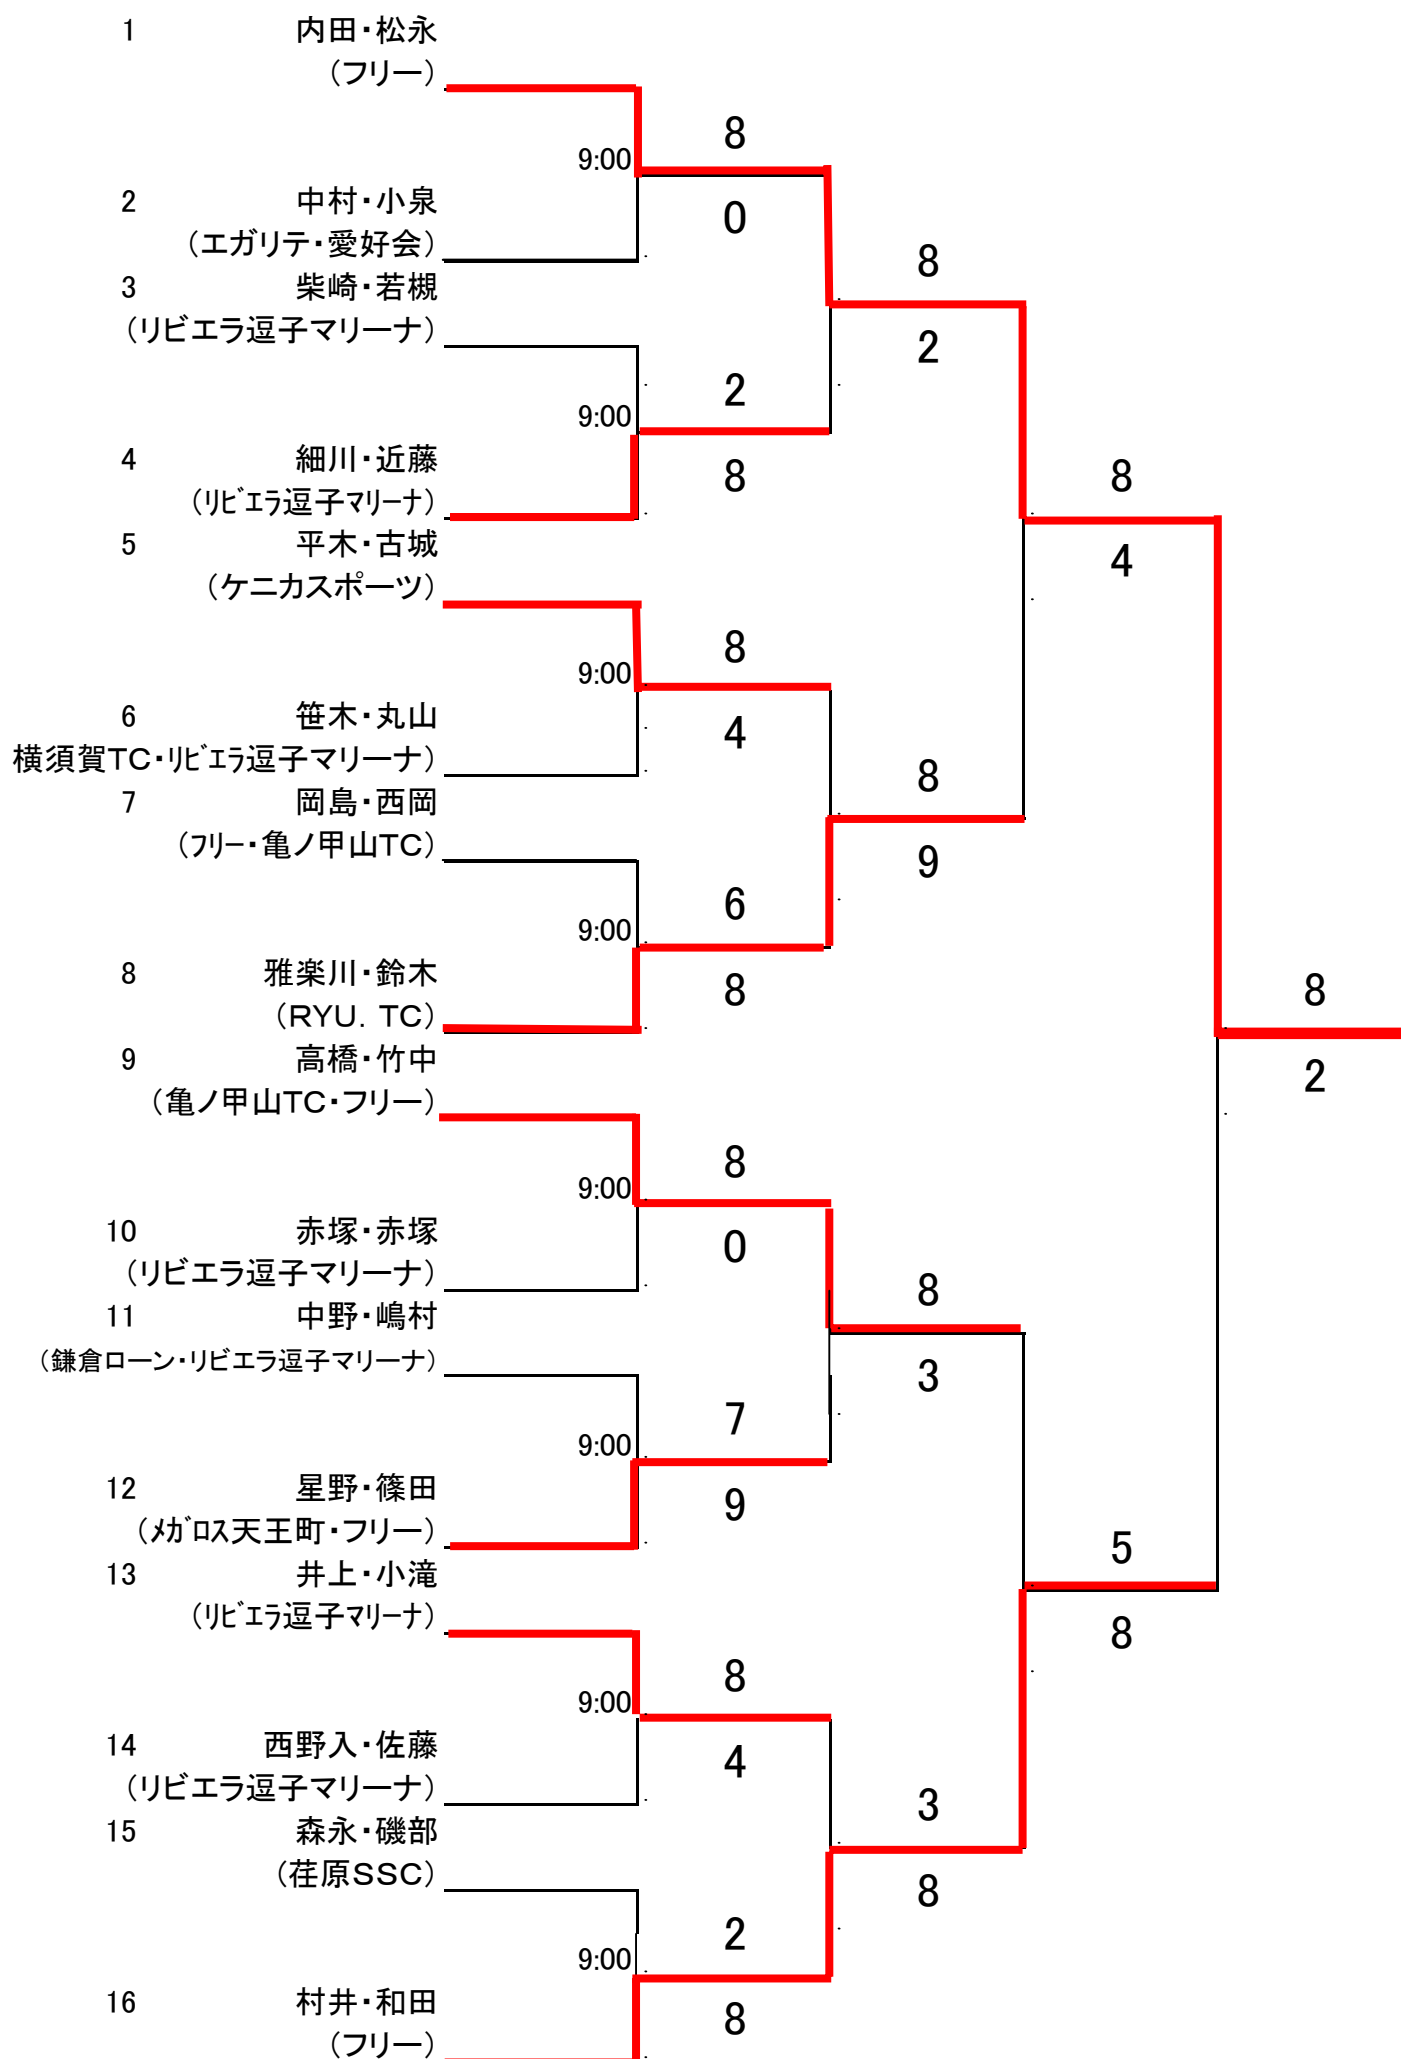 1 内田・松永
(フリー)
8
9:00
2 中村・小泉
0
(エガリテ・愛好会)
8
3 柴崎・若槻
(リビエラ逗子マリーナ)
2
2
9:00
4 細川・近藤
8
8
(ﾘﾋﾞｴﾗ逗子ﾏﾘｰﾅ)
5 平木・古城
4
(ケニカスポーツ)
8
9:00
6 笹木・丸山
4
横須賀TC・ﾘﾋﾞｴﾗ逗子マリーナ)
8
7 岡島・西岡
(ﾌﾘｰ・亀ノ甲山TC)
9
6
9:00
8 雅楽川・鈴木
8
8
(RYU. TC)
9 高橋・竹中
2
(亀ノ甲山TC・フリー)
8
9:00
10 赤塚・赤塚
0
(リビエラ逗子マリーナ)
8
11 中野・嶋村
(鎌倉ローン・リビエラ逗子マリーナ)
3
7
9:00
12 星野・篠田
9
(ﾒｶﾞﾛｽ天王町・フリー)
5
13 井上・小滝
(ﾘﾋﾞｴﾗ逗子ﾏﾘｰﾅ)
8
8
9:00
14 西野入・佐藤
4
(リビエラ逗子マリーナ)
3
15 森永・磯部
(荏原SSC)
8
2
9:00
16 村井・和田
8
(フリー)